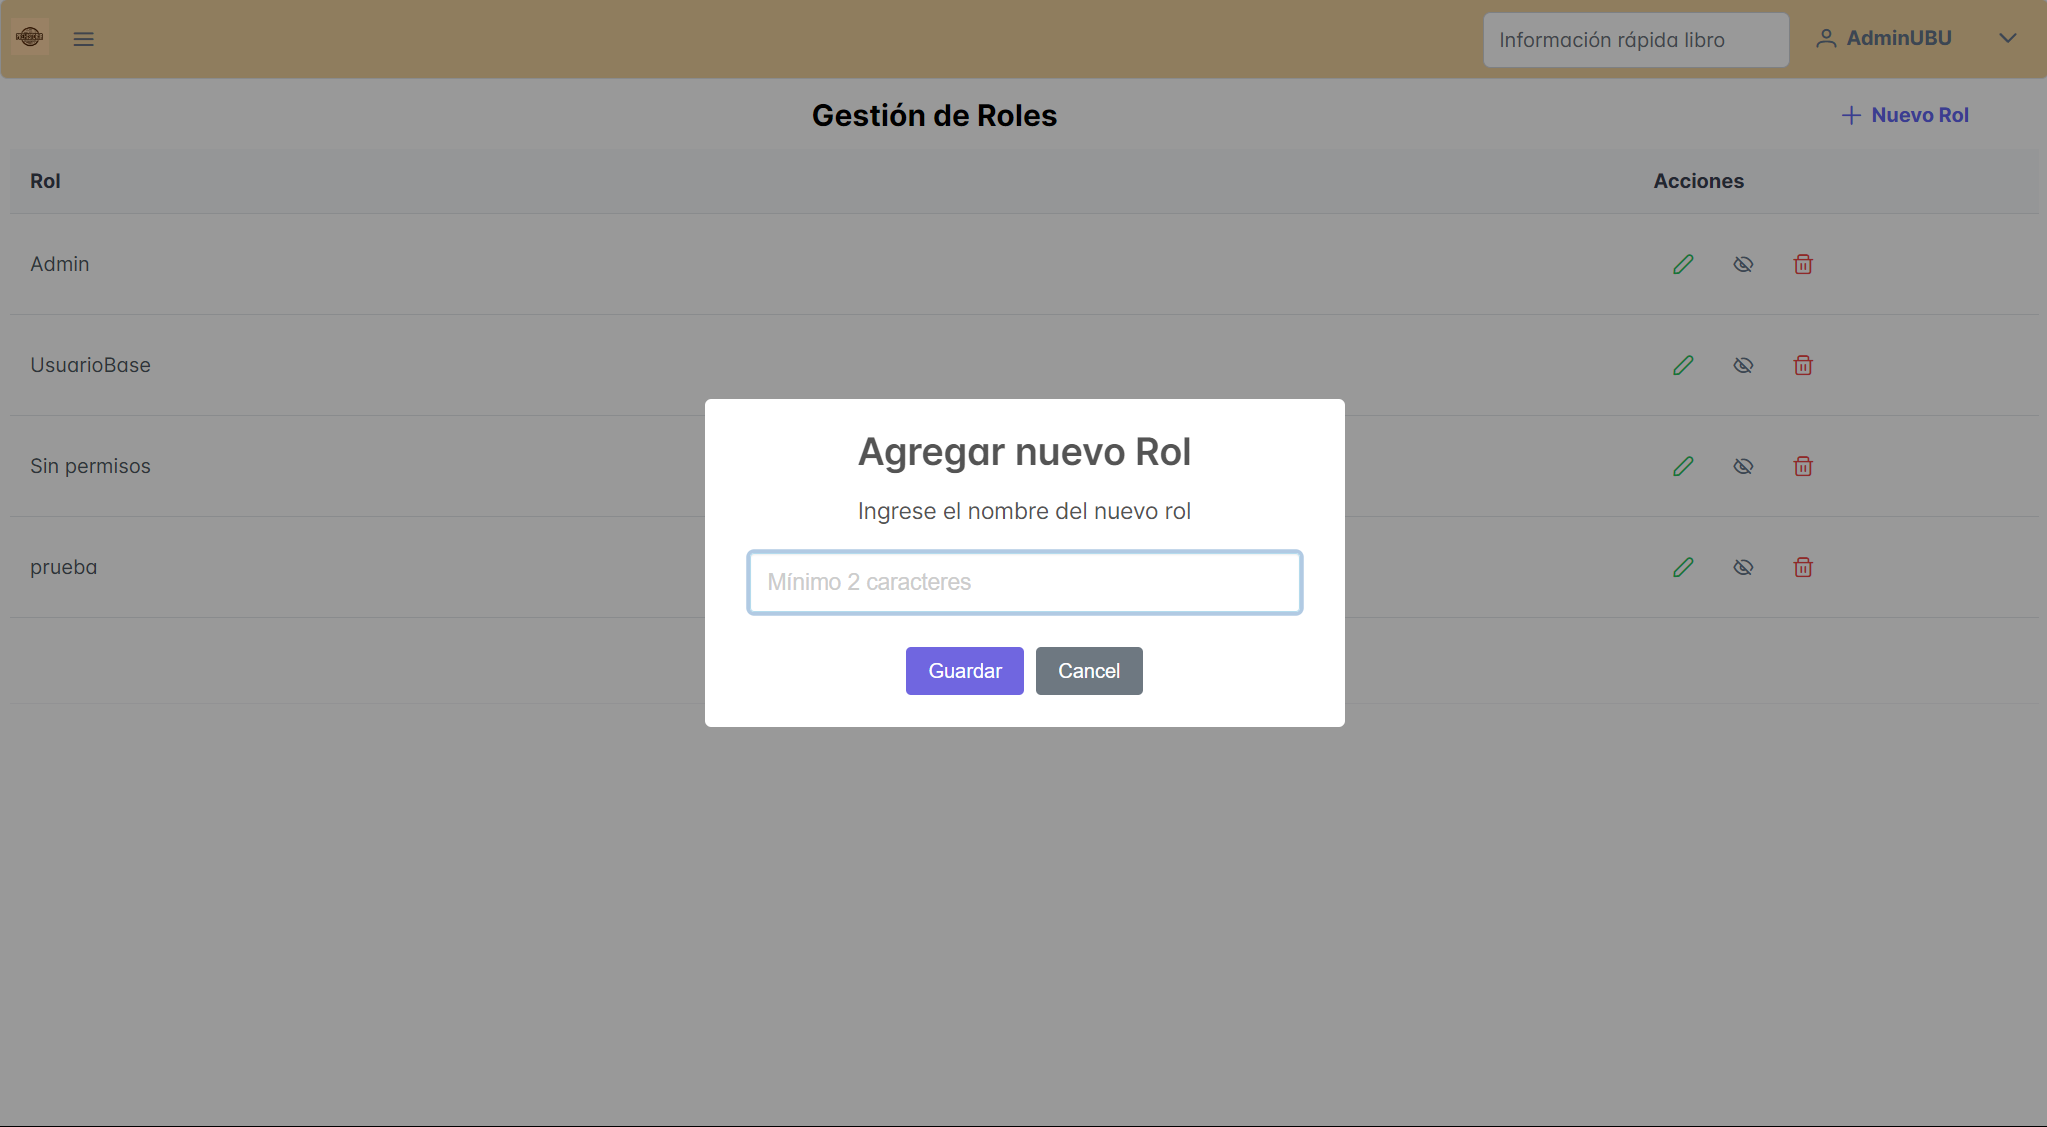 Información rápida libro
AdminUBU
Gestión de Roles
Nuevo Rol
Rol
Acciones
Admin
UsuarioBase
Sin permisos
prueba
Agregar nuevo Rol
Ingrese el nombre del nuevo rol
Mínimo 2 caracteres
Guardar
Cancel